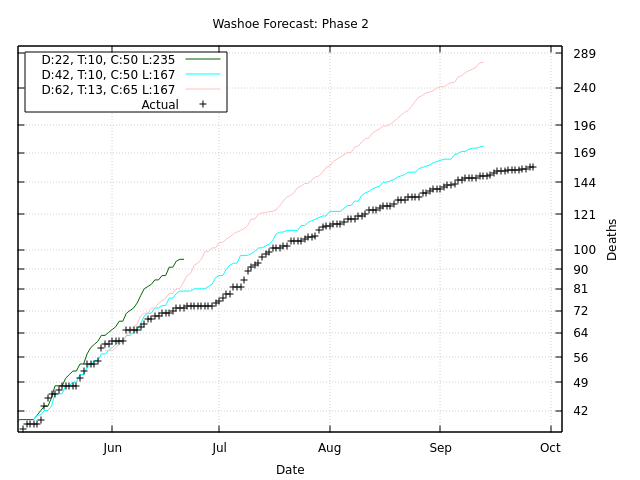 Washoe Forecast: Phase 2
D:22, T:10, C:50 L:235
D:42, T:10, C:50 L:167
D:62, T:13, C:65 L:167
Actual
289
240
196
169
144
121
100
90
81
72
64
56
49
42
Deaths
Jun Jul Aug Sep Oct
Date